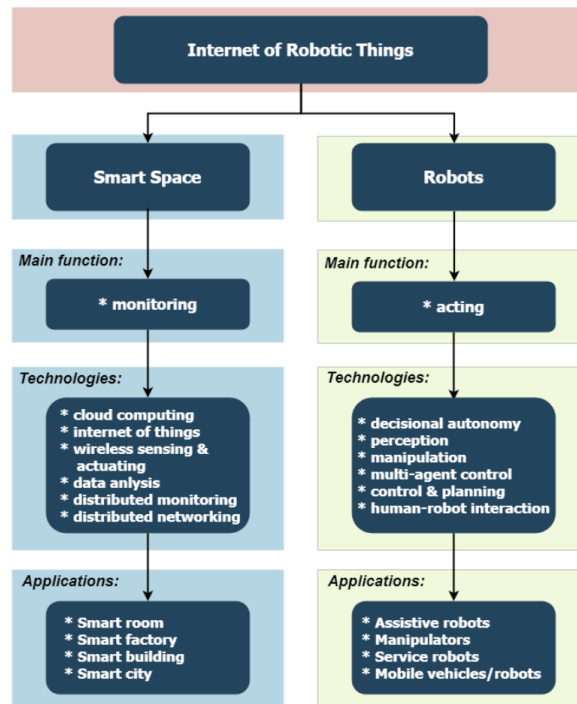 Internet of Robotic Things
Smart Space
Main function:
* monitoring
Technologies:
* cloud computing
* internet of things
* wireless sensing &
actuating
* data anlysis
* distributed monitoring
* distributed networking
Applications:
* Smart room
* Smart factory
* Smart building
* Smart city
Robots
Main function:
* acting
Technologies:
* decisional autonomy
* perception
* manipulation
* multi-agent control
* control & planning
* human-robot interaction
Applications:
* Assistive robots
* Manipulators
* Service robots
* Mobile vehicles/robots